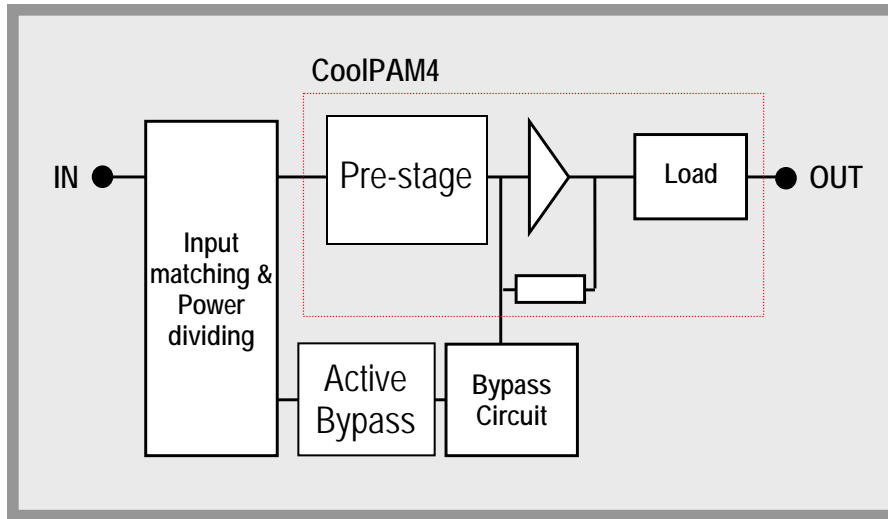 CoolPAM4
IN
Pre-stage
Load
OUT
Input
matching &
Power
dividing
Active
Bypass
Bypass
Circuit